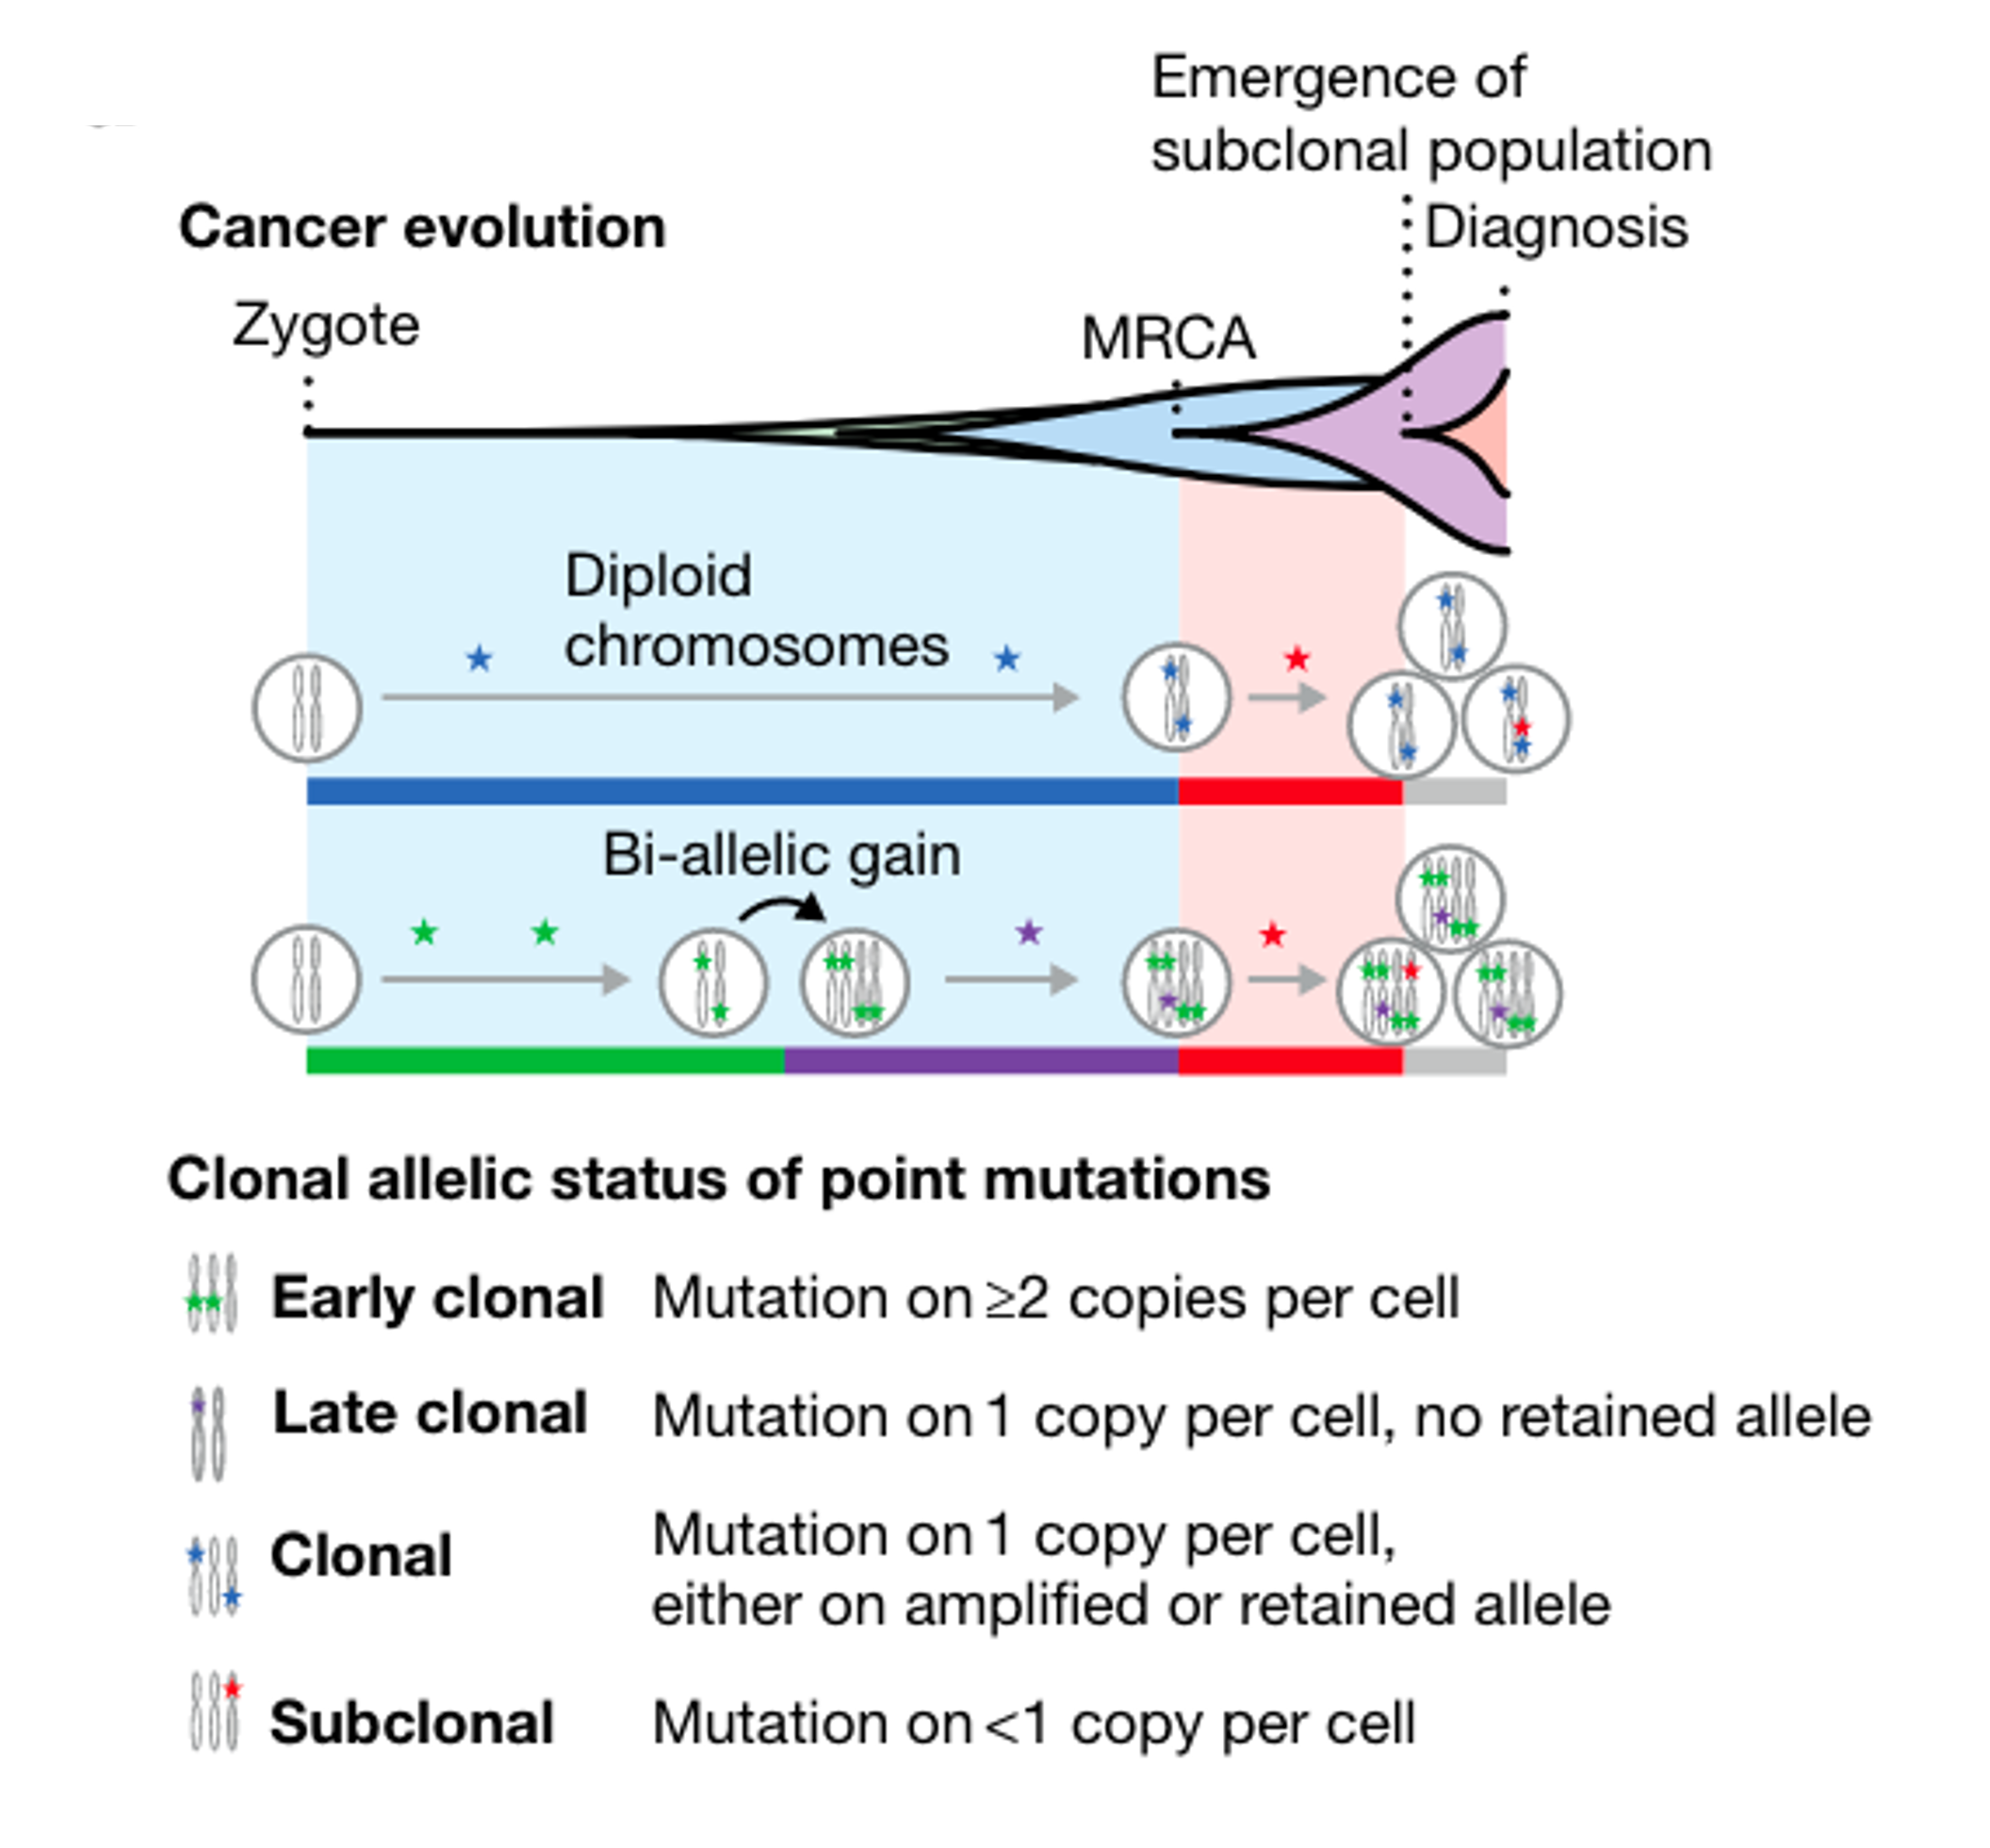 Emergence of
subclonal population
Cancer evolution
Diagnosis
Zygote
MRCA
Diploid
chromosomes
Bi-allelic gain
Clonal allelic status of point mutations
Early clonal Mutation on ≥2 copies per cell
Late clonal Mutation on 1 copy per cell, no retained allele
Clonal Mutation on 1 copy per cell,
either on amplified or retained allele
Subclonal Mutation on <1 copy per cell